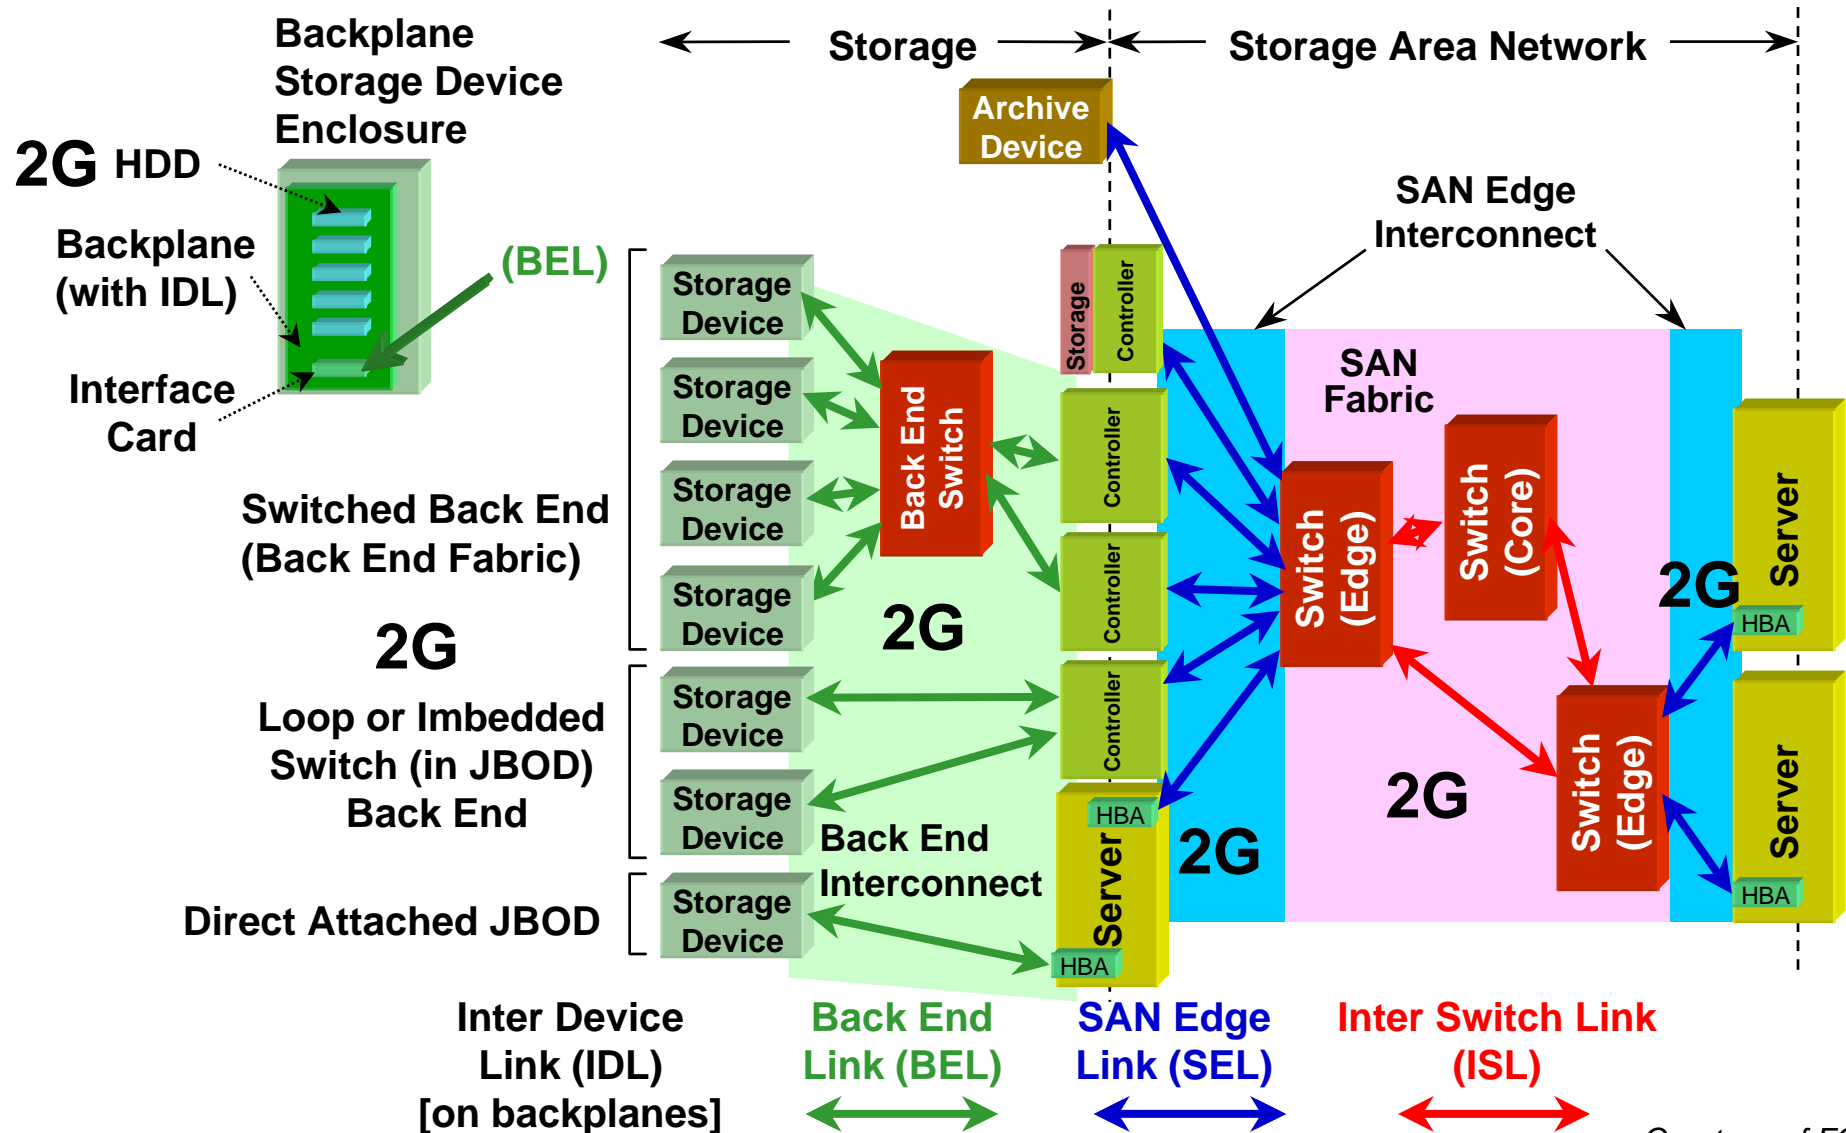 Backplane
Storage Device
Enclosure
Storage
Storage Area Network
Archive
Device
2G HDD
SAN Edge
Interconnect
Backplane
(with IDL)
(BEL)
Interface
Card
Storage
Device
Storage
Device
Storage
Device
Storage
Device
Storage
Device
Storage
Device
Storage
Device
Back End
Switch
Storage
Controller
Controller
Controller
Controller
SAN
Fabric
Switch
(Edge)
Switch
(Core)
Switch
(Edge)
Server
HBA
Server
HBA
Switched Back End
(Back End Fabric)
2G
2G
2G
Loop or Imbedded
Switch (in JBOD)
Back End
2G
2G
HBA
Server
HBA
Back End
Interconnect
Direct Attached JBOD
Inter Device
Link (IDL)
[on backplanes]
Back End
Link (BEL)
SAN Edge
Link (SEL)
Inter Switch Link
(ISL)